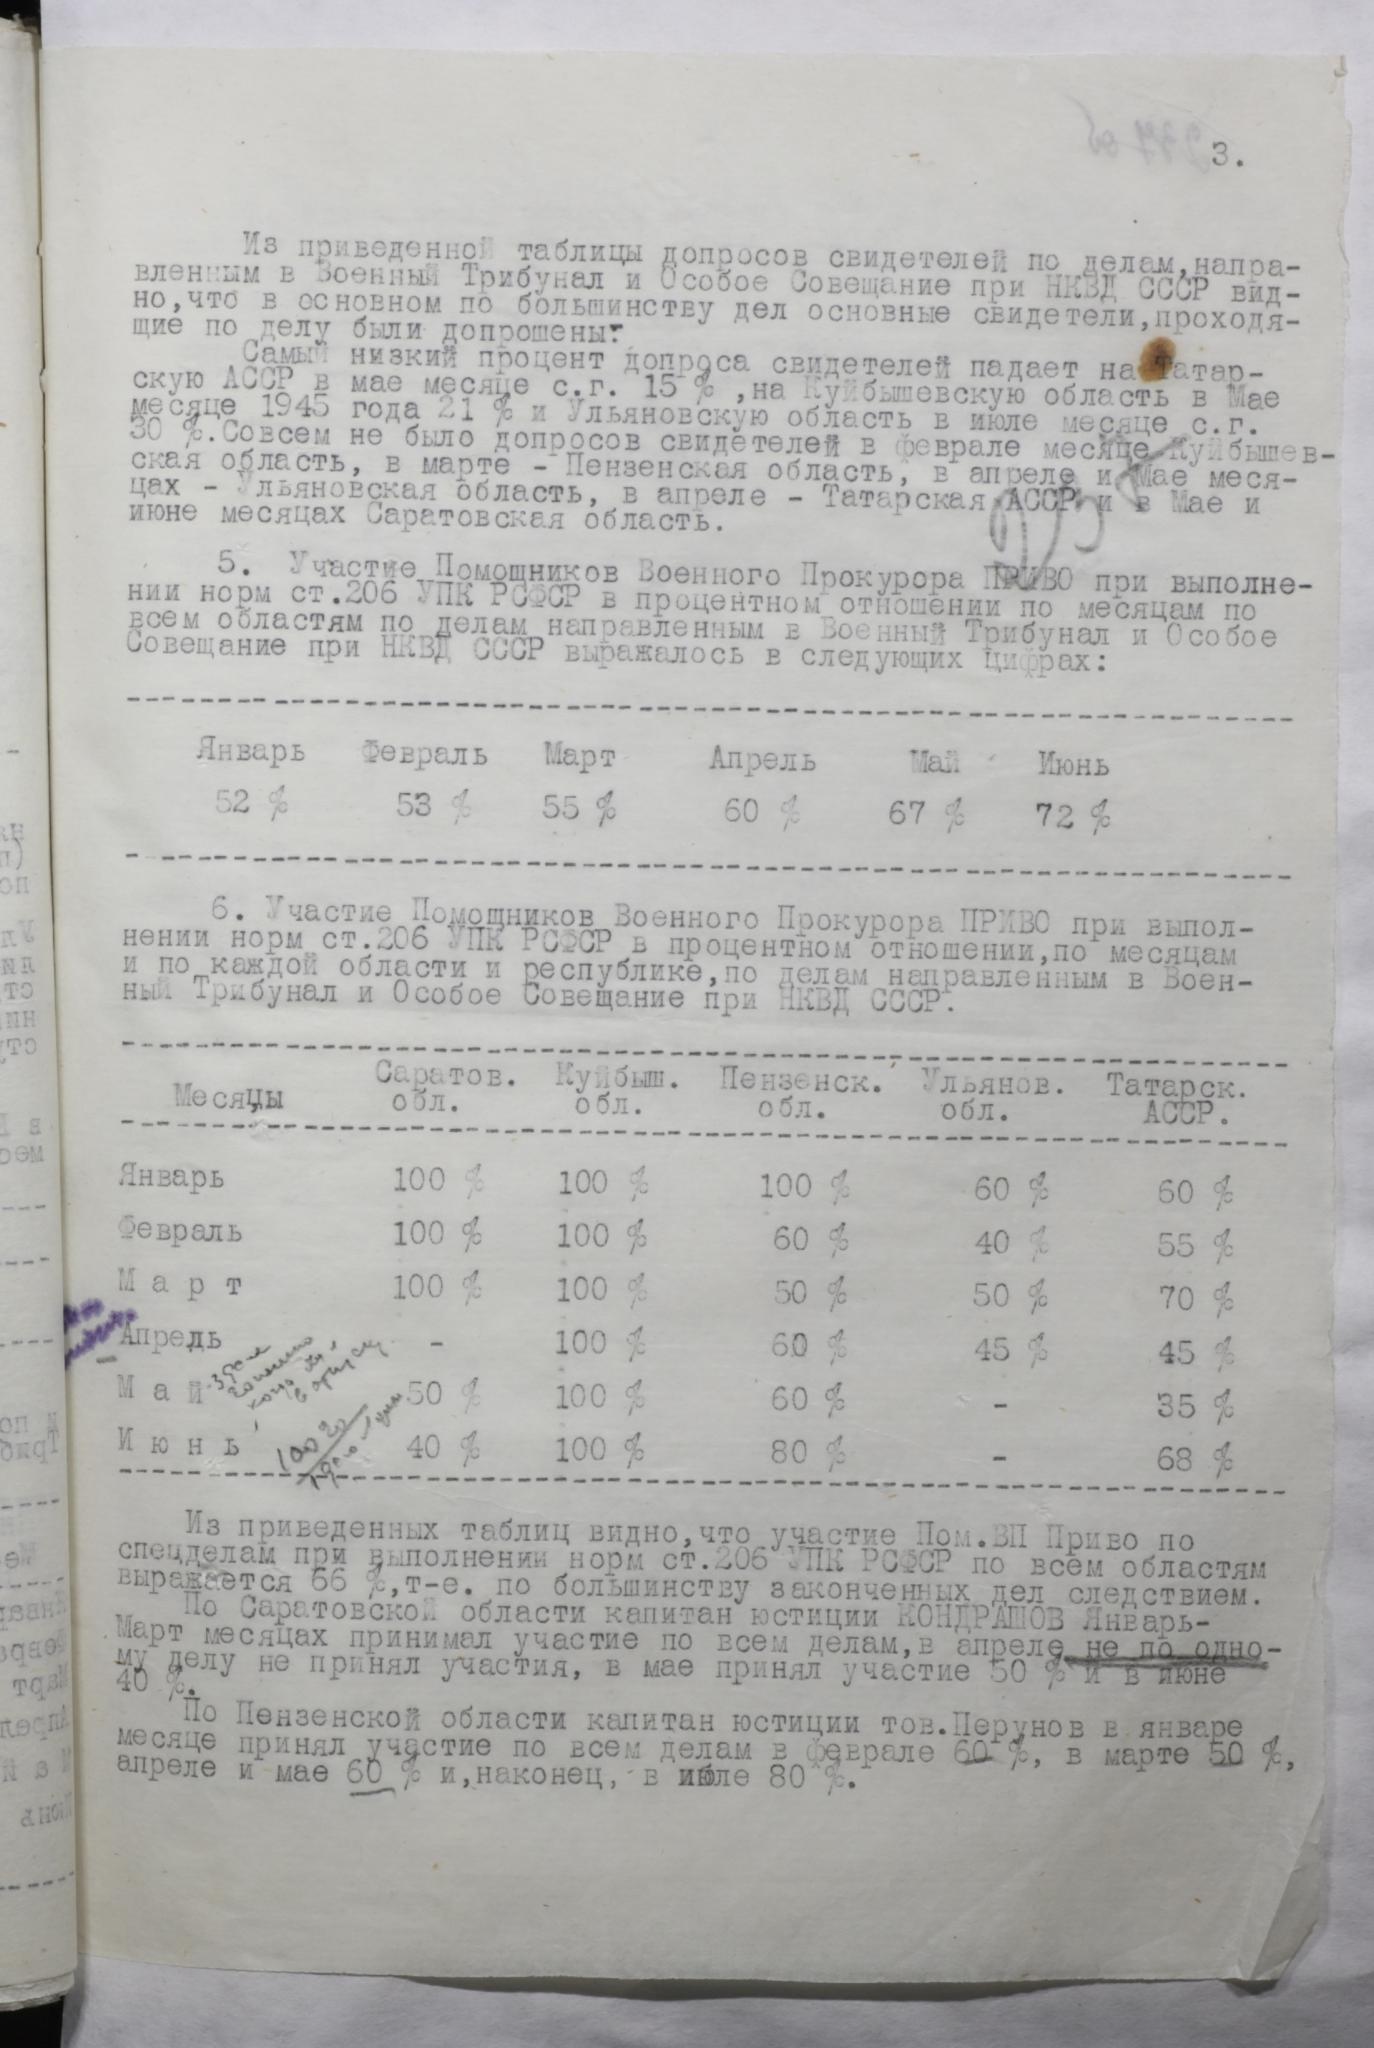 3.
Из приведенной таблицы допросов свидетелей по делам,напра-
вленным в Военный Трибунал и Особое Совещание при НКВД СССР вид-
но,что в основном по большинству дел основные свидетели,проходя-
щие по делу были допрошены.
Самый низкий процент допроса свидетелей падает на Татар-
скую АССР в мае месяце с.г. 15 % ,на Куйбышевскую область в Мае
месяце 1945 года 21 % и Ульяновскую область в июле месяце с.г.
30 %.Совсем не было допросов свидетелей в феврале месяце Куйбышев-
ская область, в марте - Пензенская область, в апреле и Мае меся-
цах - Ульяновская область, в апреле - Татарская АССР и в Мае и
июне месяцах Саратовская область.
5. Участие Помощников Военного Прокурора ПРИВО при выполне-
нии норм ст.206 УПК РСФСР в процентном отношении по месяцам по
всем областям по делам направленным в Военный Трибунал и Особое
Совещание при НКВД СССР выражалось в следующих цифрах:
Январь Февраль Март Апрель Май Июнь
52 % 53 % 55 % 60 % 67 % 72 %
6. Участие Помощников Военного Прокурора ПРИВО при выпол-
нении норм ст.206 УПК РСФСР в процентном отношении,по месяцам
и по каждой области и республике,по делам направленным в Воен-
ный Трибунал и Особое Совещание при НКВД СССР.
Месяцы Саратов. Куйбыш. Пензенск. Ульянов. Татарск.
обл. обл. обл. обл. АССР.
Январь 100 % 100 % 100 % 60 % 60 %
Февраль 100 % 100 % 60 % 40 % 55 %
М а р т 100 % 100 % 50 % 50 % 70 %
Апрель - 100 % 60 % 45 % 45 %
М а й 50 % 100 % 60 % - 35 %
И ю н ь 40 % 100 % 80 % - 68 %
Из приведенных таблиц видно,что участие Пом.ВП Приво по
спецделам при выполнении норм ст.206 УПК РСФСР по всем областям
выражается 66 %,т-е. по большинству законченных дел следствием.
По Саратовской области капитан юстиции КОНДРАШОВ Январь-
Март месяцах принимал участие по всем делам,в апреле не по одно-
му делу не принял участия, в мае принял участие 50 % и в июне
40 %.
По Пензенской области капитан юстиции тов.Перунов в январе
месяце принял участие по всем делам в феврале 60 %, в марте 50 %,
апреле и мае 60 % и,наконец, в июле 80 %.